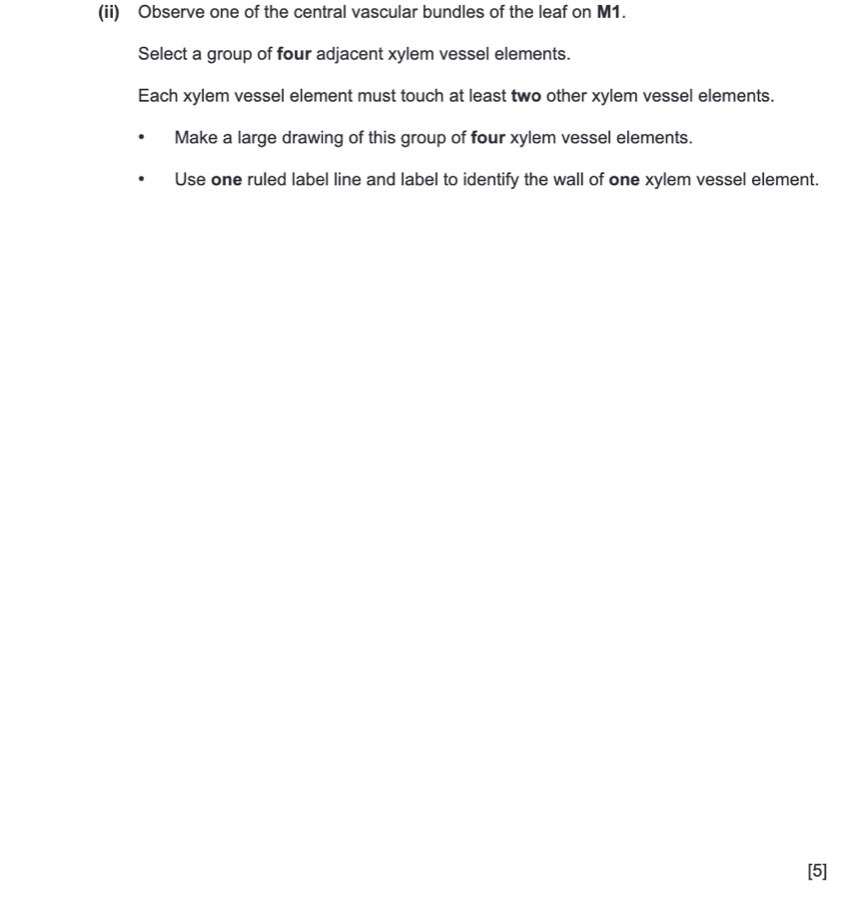 (ii) Observe one of the central vascular bundles of the leaf on M1.
Select a group of four adjacent xylem vessel elements.
Each xylem vessel element must touch at least two other xylem vessel elements.
• Make a large drawing of this group of four xylem vessel elements.
• Use one ruled label line and label to identify the wall of one xylem vessel element.
[5]